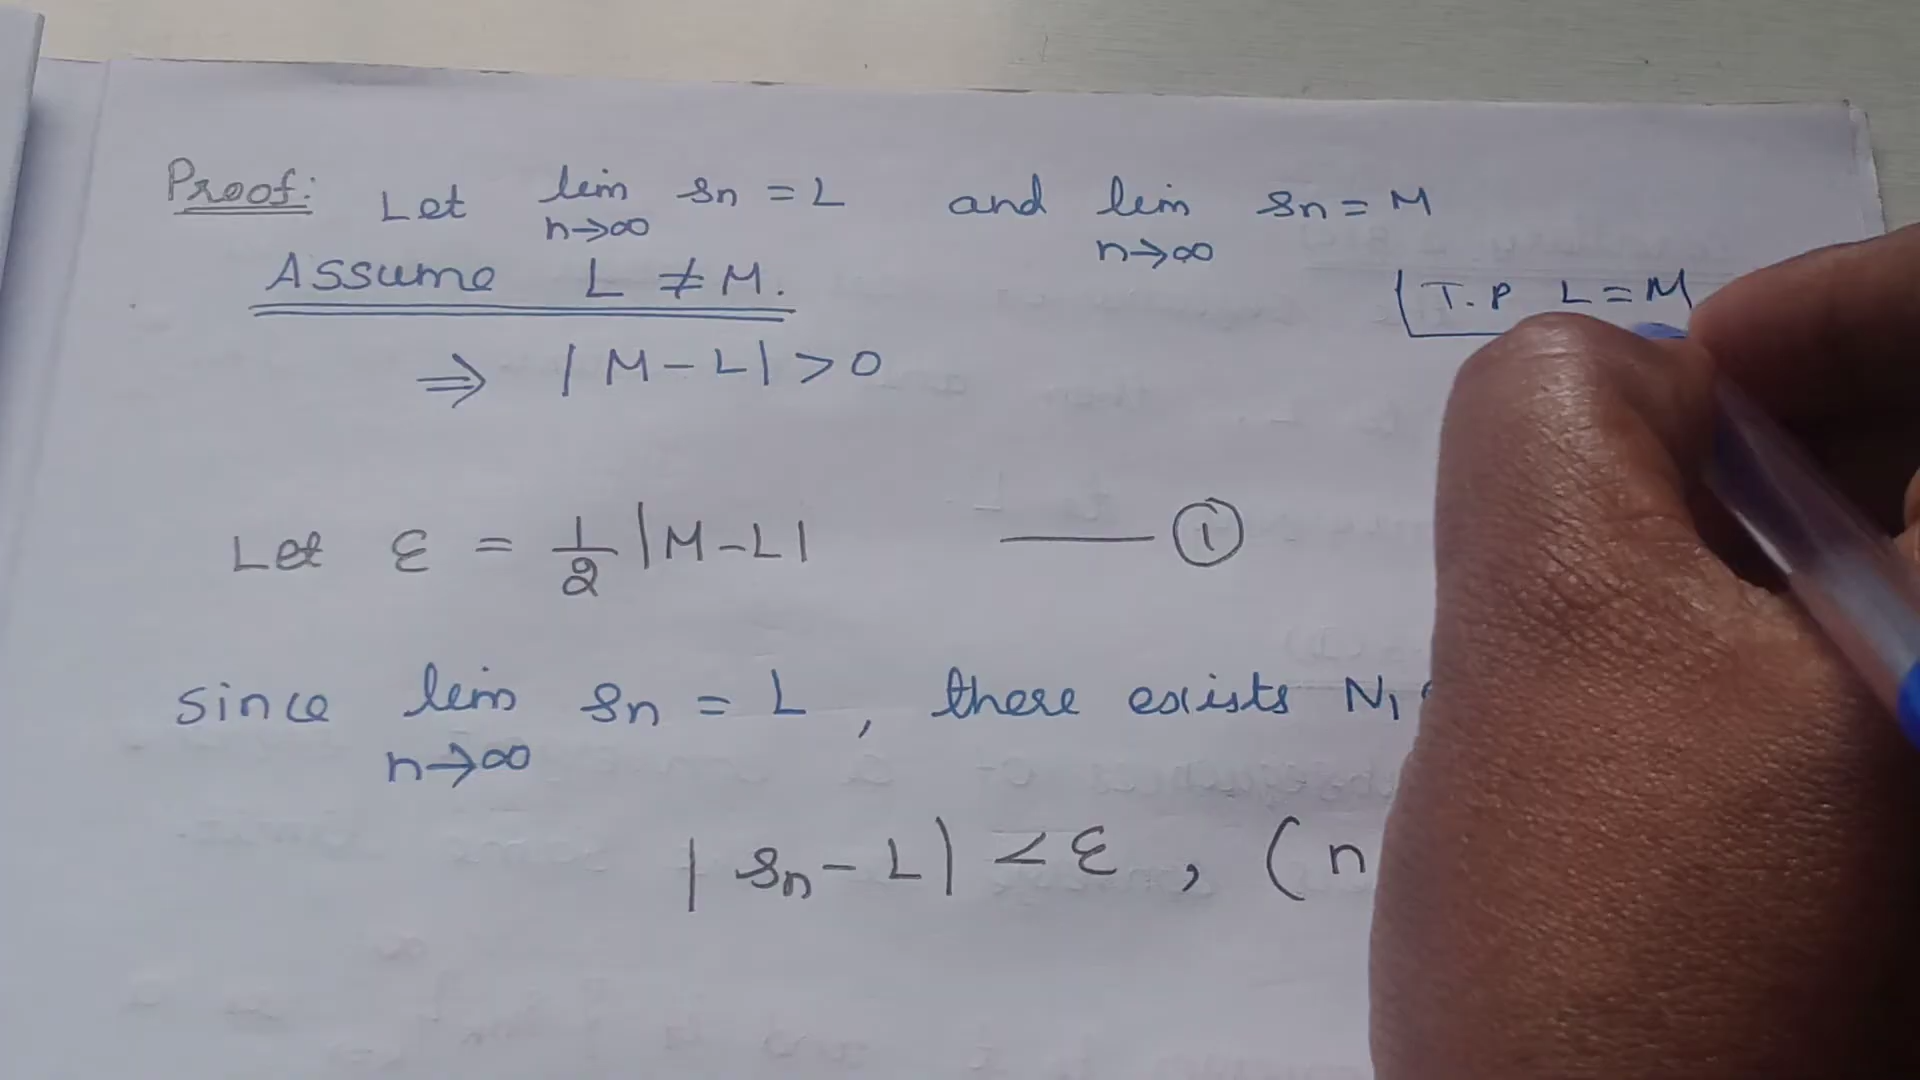 Proof: Let lim sn = L and lim sn = M
n→∞ n→∞
Assume L ≠ M.
T.P L = M
⇒ |M-L| > 0
Let ε = 1/2 |M-L| —— ①
since lim sn = L, there exists N1
n→∞
|sn - L| < ε, (n